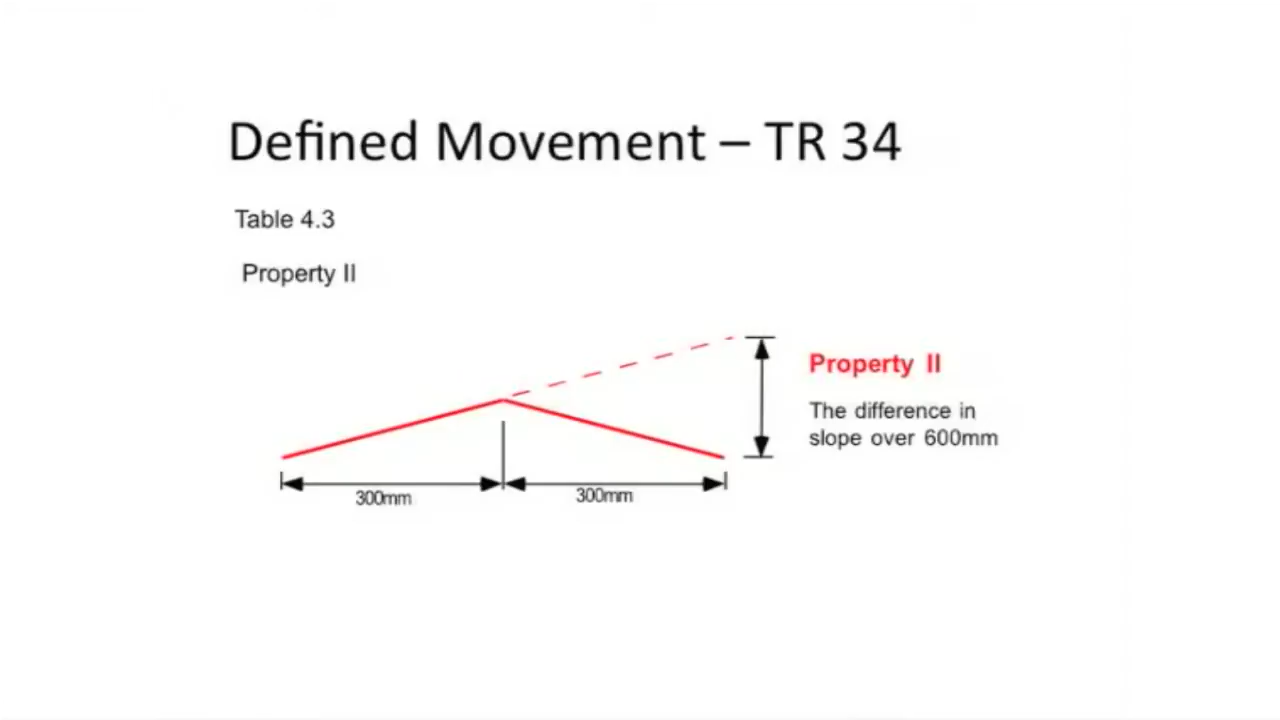 Defined Movement – TR 34
Table 4.3
Property II
Property II
The difference in
slope over 600mm
300mm
300mm